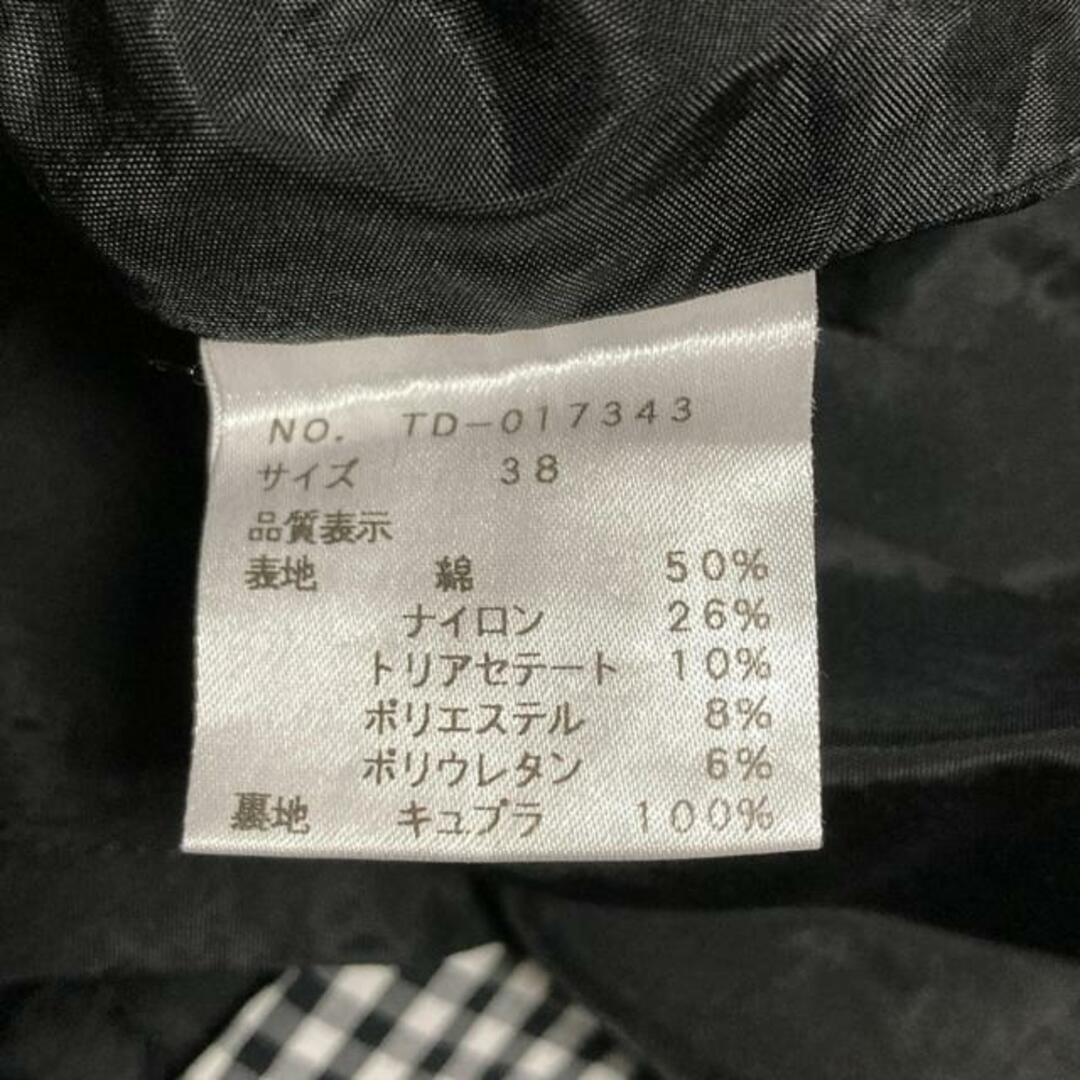 NO. TD-017343
サイズ 38
品質表示
表地 綿 50%
ナイロン 26%
トリアセテート 10%
ポリエステル 8%
ポリウレタン 6%
裏地 キュプラ 100%